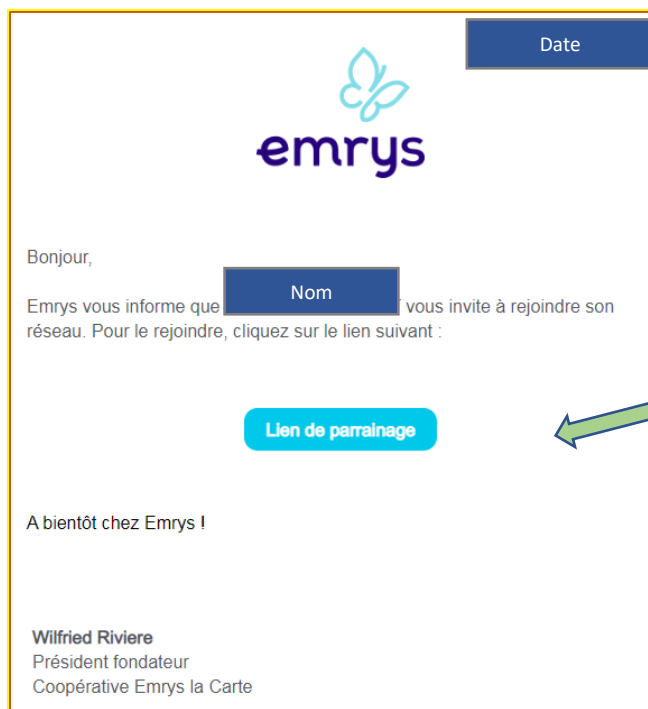 Date
emrys
Bonjour,
Emrys vous informe que Nom vous invite à rejoindre son
réseau. Pour le rejoindre, cliquez sur le lien suivant :
Lien de parrainage
A bientôt chez Emrys !
Wilfried Riviere
Président fondateur
Coopérative Emrys la Carte